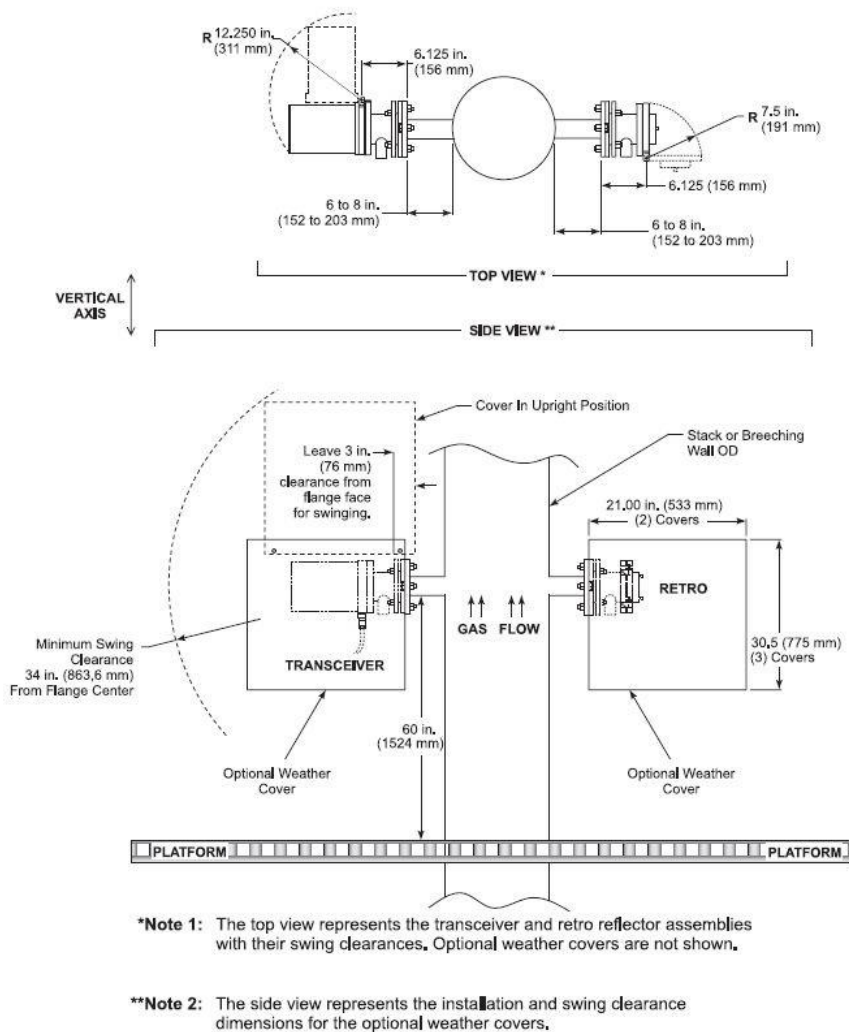 R 12.250 in.
(311 mm)
6.125 in.
(156 mm)
R 7.5 in.
(191 mm)
6.125 (156 mm)
6 to 8 in.
(152 to 203 mm)
6 to 8 in.
(152 to 203 mm)
TOP VIEW *
VERTICAL
AXIS
SIDE VIEW **
Cover In Upright Position
Leave 3 in.
(76 mm)
clearance from
flange face
for swinging.
Stack or Breeching
Wall OD
21.00 in. (533 mm)
(2) Covers
RETRO
GAS FLOW
30.5 (775 mm)
(3) Covers
Minimum Swing
Clearance
34 in. (863,6 mm)
From Flange Center
TRANSCEIVER
60 in.
(1524 mm)
Optional Weather
Cover
Optional Weather
Cover
PLATFORM
PLATFORM
*Note 1: The top view represents the transceiver and retro reflector assemblies
with their swing clearances. Optional weather covers are not shown.
**Note 2: The side view represents the installation and swing clearance
dimensions for the optional weather covers.